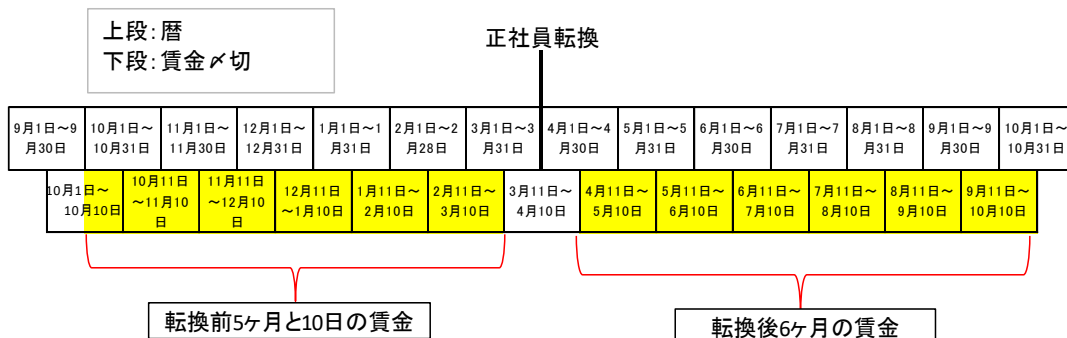 上段：暦
下段：賃金〆切
正社員転換
9月1日～9
月30日
10月1日～
10月31日
11月1日～
11月30日
12月1日～
12月31日
1月1日～1
月31日
2月1日～2
月28日
3月1日～3
月31日
4月1日～4
月30日
5月1日～5
月31日
6月1日～6
月30日
7月1日～7
月31日
8月1日～8
月31日
9月1日～9
月30日
10月1日～
10月31日
10月1日～
10月10日
10月11日
～11月10
日
11月11日
～12月10
日
12月11日
～1月10日
1月11日～
2月10日
2月11日～
3月10日
3月11日～
4月10日
4月11日～
5月10日
5月11日～
6月10日
6月11日～
7月10日
7月11日～
8月10日
8月11日～
9月10日
9月11日～
10月10日
転換前5ヶ月と10日の賃金
転換後6ヶ月の賃金